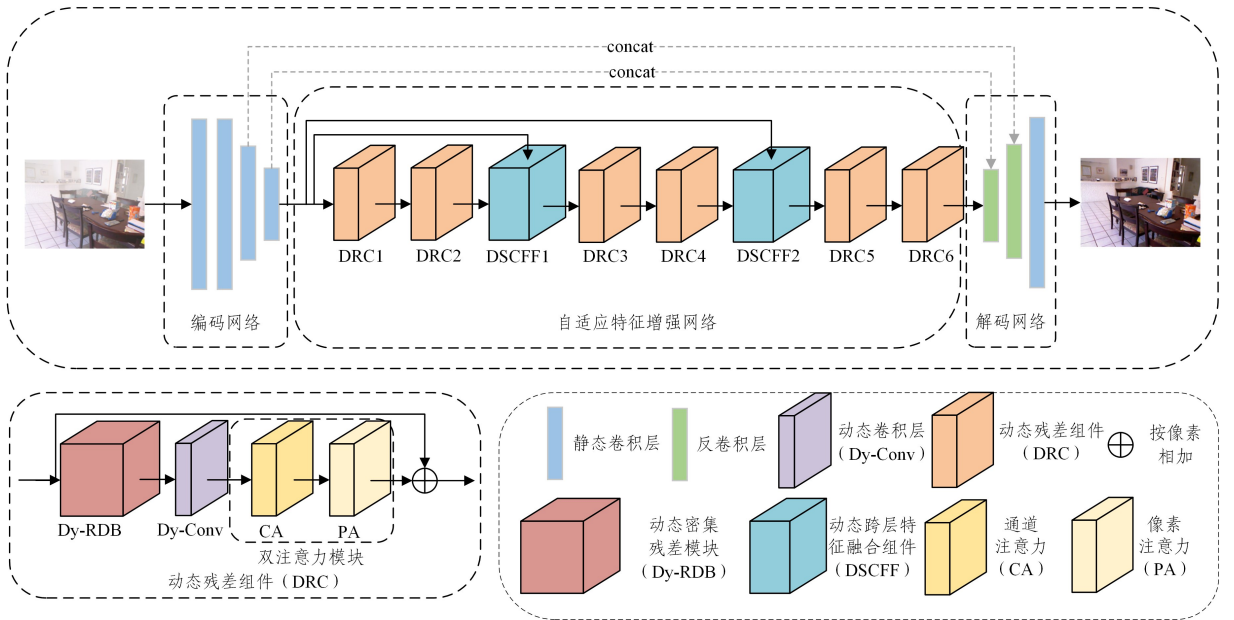 concat
concat
DRC1
DRC2
DSCFF1
DRC3
DRC4
DSCFF2
DRC5
DRC6
编码网络
自适应特征增强网络
解码网络
Dy-RDB
Dy-Conv
CA
PA
双注意力模块
动态残差组件（DRC）
静态卷积层
反卷积层
动态卷积层
（Dy-Conv）
动态残差组件
（DRC）
按像素
相加
动态密集
残差模块
（Dy-RDB）
动态跨层特
征融合组件
（DSCFF）
通道
注意力
（CA）
像素
注意力
（PA）